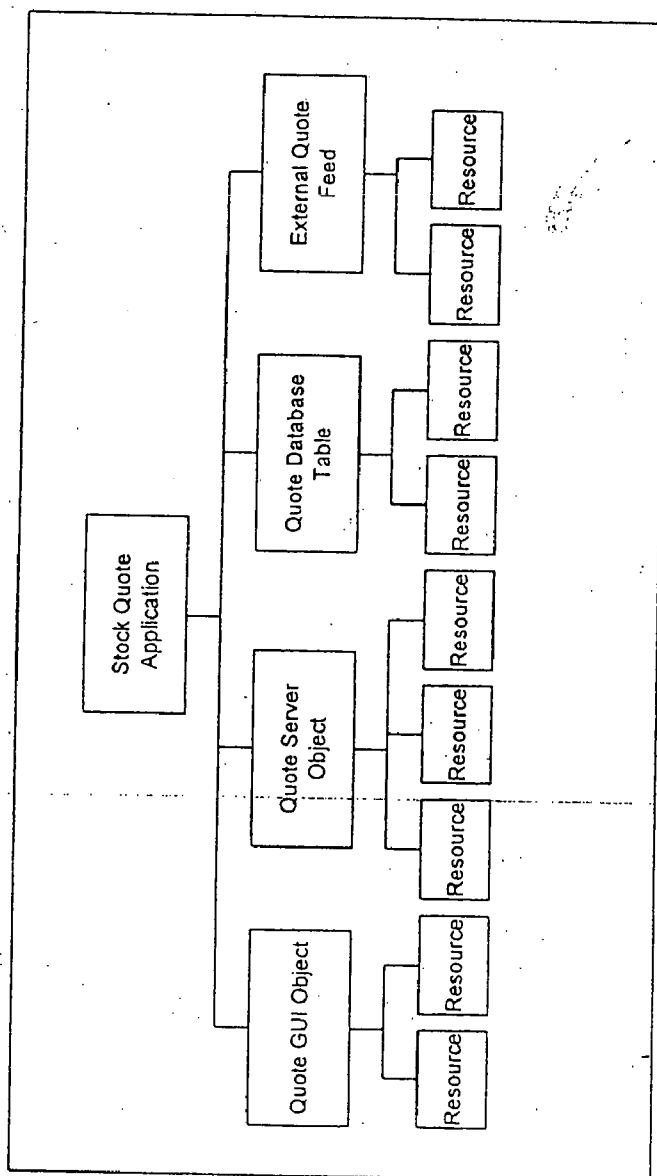 Stock Quote
Application
Quote GUI Object
Quote Server
Object
Quote Database
Table
External Quote
Feed
Resource
Resource
Resource
Resource
Resource
Resource
Resource
Resource
Resource